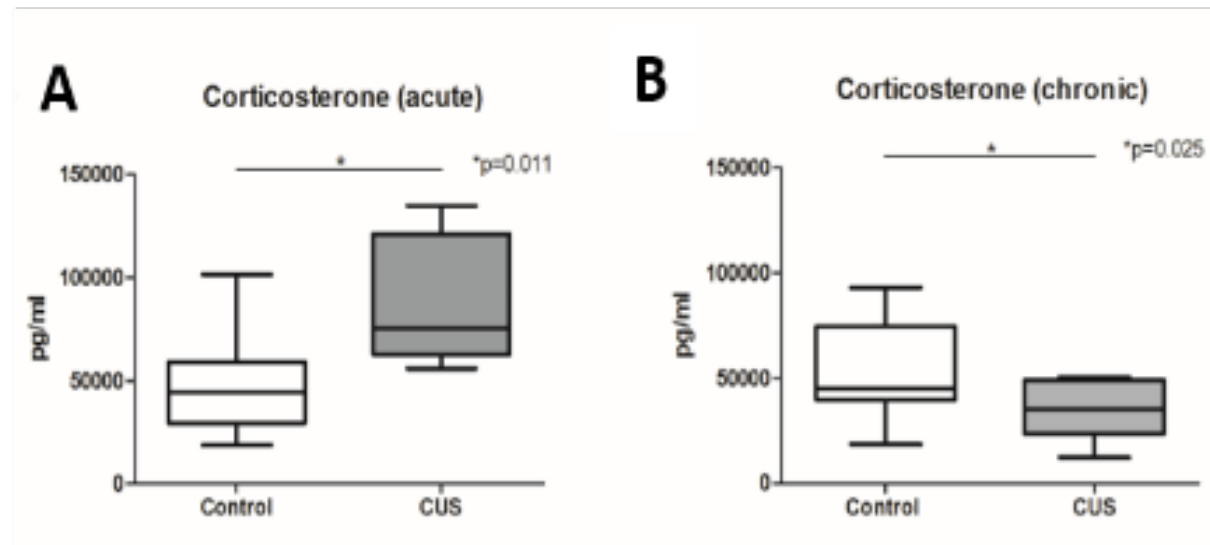 A
Corticosterone (acute)
*
*p=0.011
150000
100000
50000
0
pg/ml
Control
CUS
B
Corticosterone (chronic)
*
*p=0.025
150000
100000
50000
0
pg/ml
Control
CUS